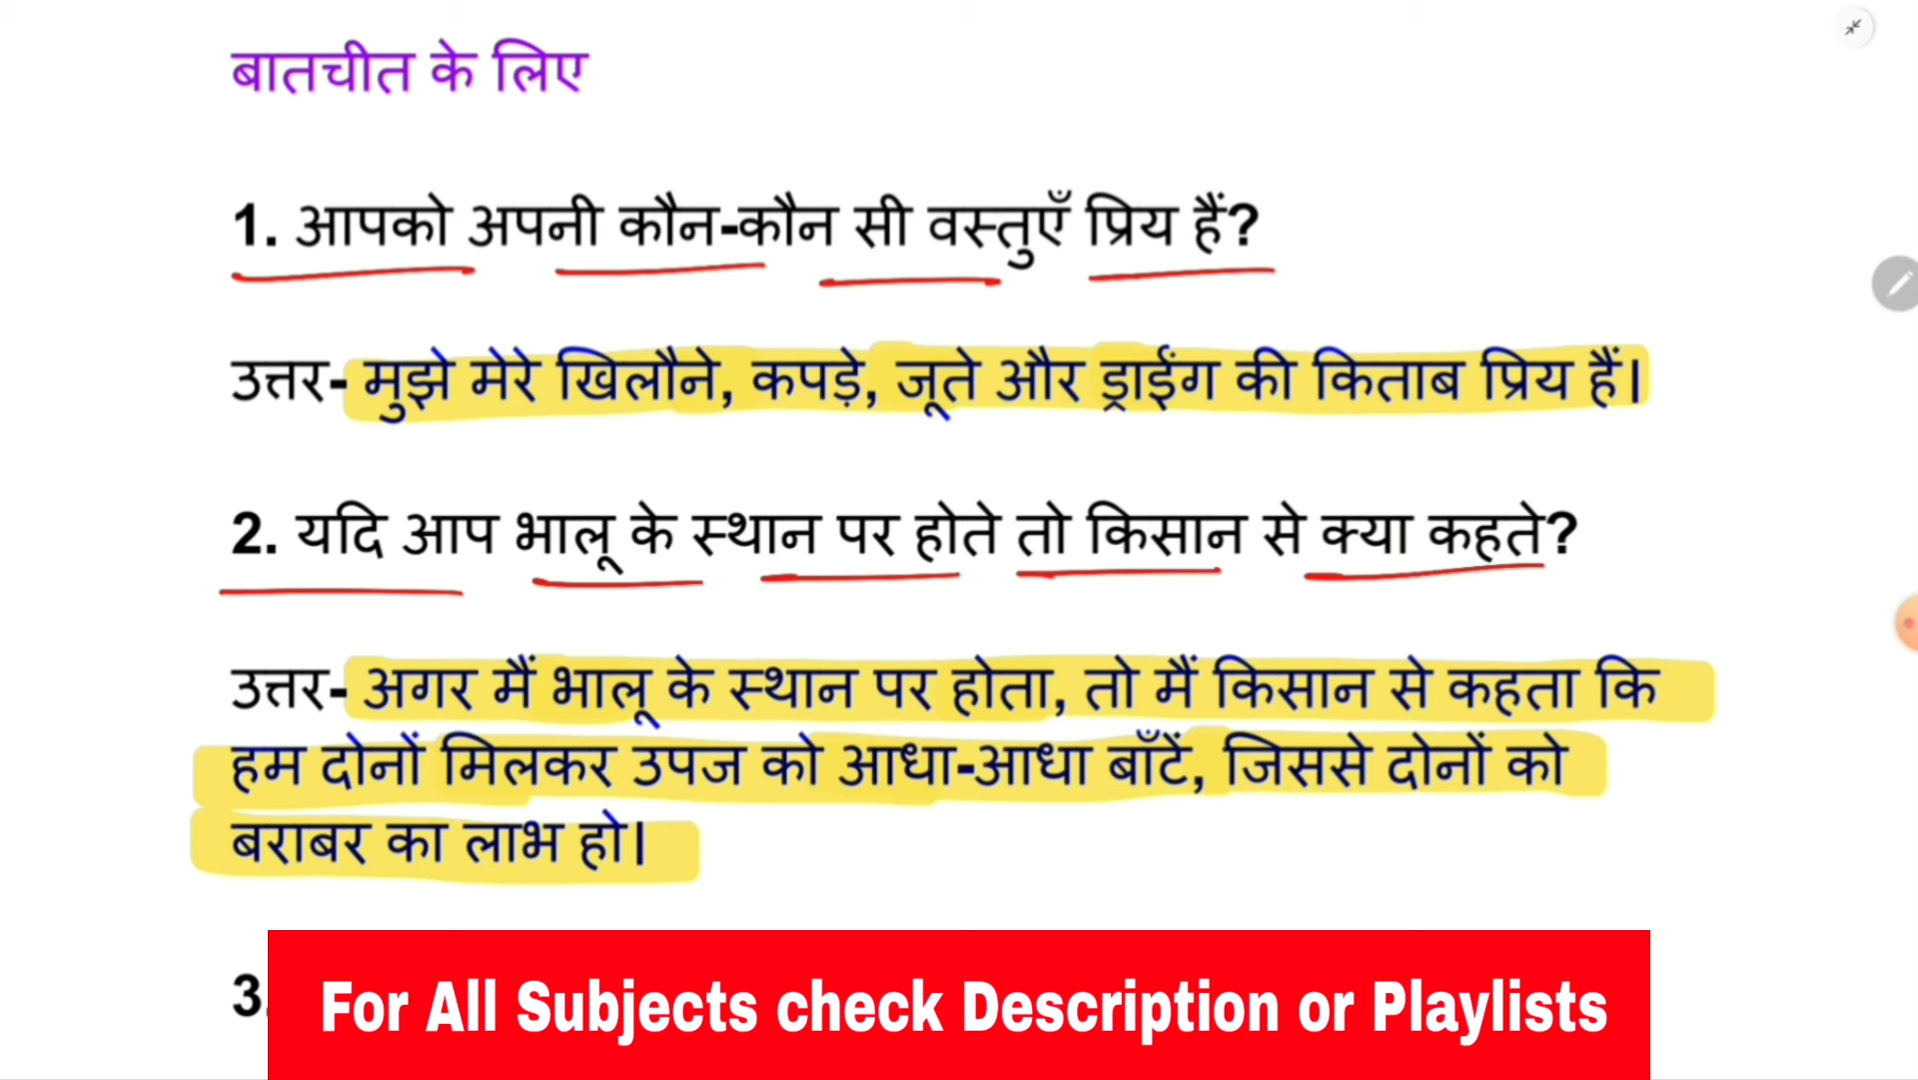 बातचीत के लिए
1. आपको अपनी कौन-कौन सी वस्तुएँ प्रिय हैं?
उत्तर- मुझे मेरे खिलौने, कपड़े, जूते और ड्राईंग की किताब प्रिय हैं।
2. यदि आप भालू के स्थान पर होते तो किसान से क्या कहते?
उत्तर- अगर मैं भालू के स्थान पर होता, तो मैं किसान से कहता कि
हम दोनों मिलकर उपज को आधा-आधा बाँटें, जिससे दोनों को
बराबर का लाभ हो।
3.
For All Subjects check Description or Playlists